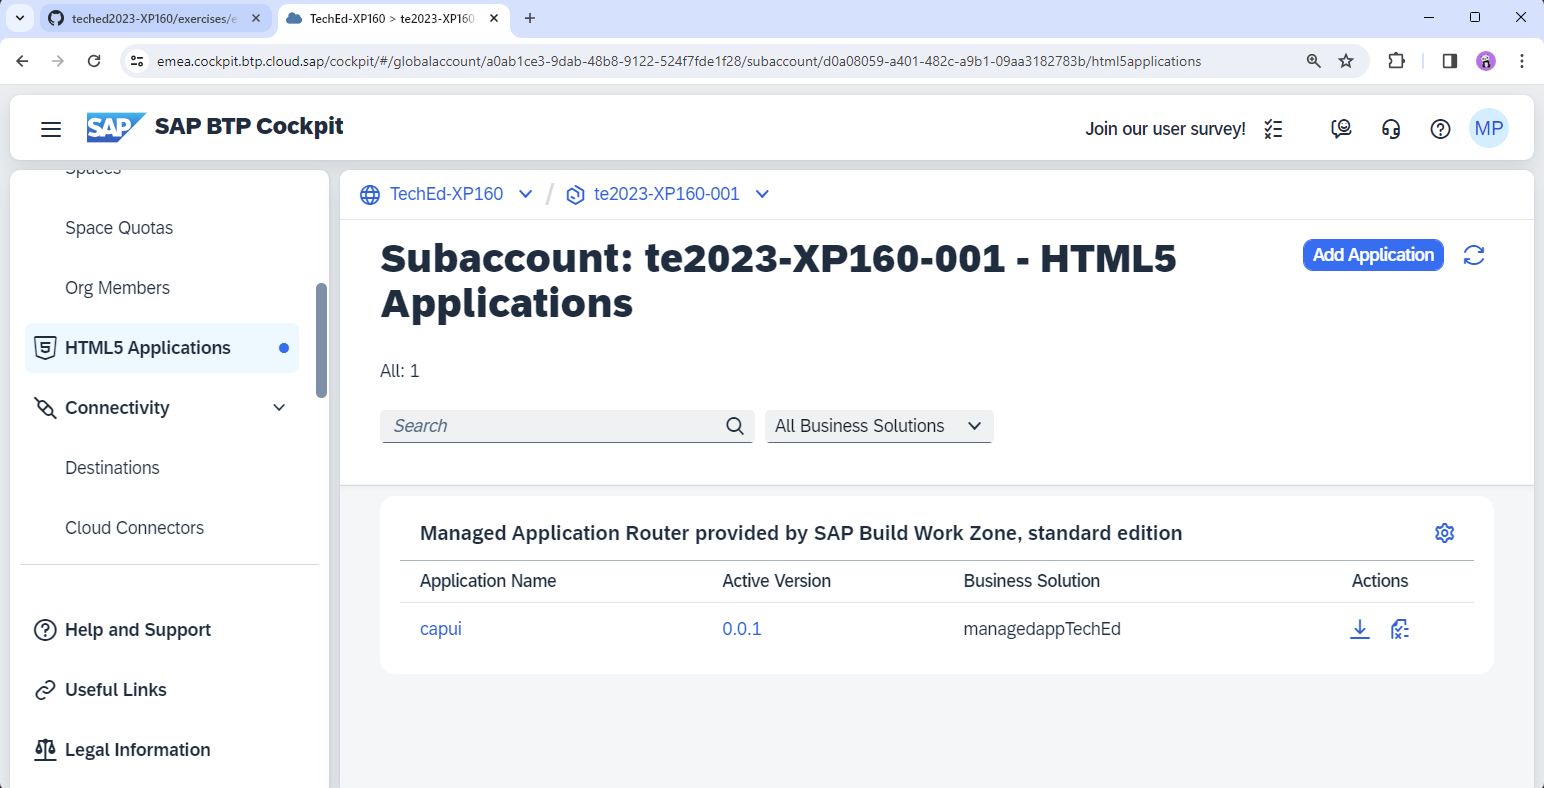 teched2023-XP160/exercises/e
TechEd-XP160 > te2023-XP160-
emea.cockpit.btp.cloud.sap/cockpit/#/globalaccount/a0ab1ce3-9dab-48b8-9122-524f7fde1f28/subaccount/d0a08059-a401-482c-a9b1-09aa3182783b/html5applications
SAP
SAP BTP Cockpit
Join our user survey!
MP
Spaces
Space Quotas
Org Members
HTML5 Applications
Connectivity
Destinations
Cloud Connectors
Help and Support
Useful Links
Legal Information
TechEd-XP160 / te2023-XP160-001
Subaccount: te2023-XP160-001 - HTML5
Applications
Add Application
All: 1
Search
All Business Solutions
Managed Application Router provided by SAP Build Work Zone, standard edition
Application Name Active Version Business Solution Actions
capui 0.0.1 managedappTechEd